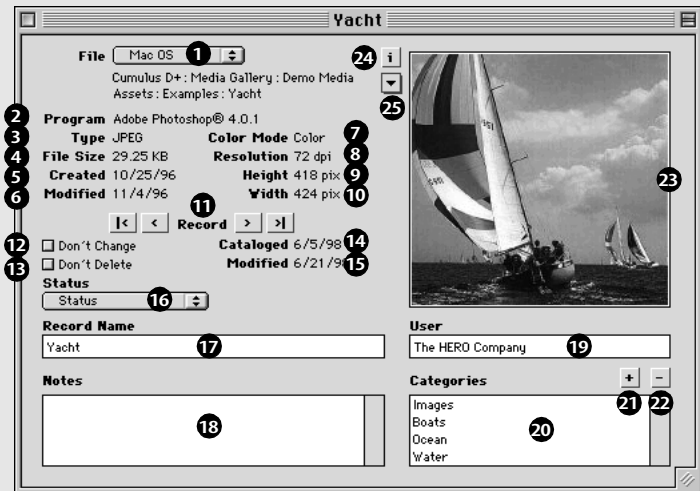 Yacht
File Mac OS 1 24 i
Cumulus D+ : Media Gallery : Demo Media
Assets : Examples : Yacht
25
2 Program Adobe Photoshop® 4.0.1
3 Type JPEG Color Mode Color 7
4 File Size 29.25 KB Resolution 72 dpi 8
5 Created 10/25/96 Height 418 pix 9
6 Modified 11/4/96 Width 424 pix 10
23
11
|< < Record > >|
12 Don't Change Cataloged 6/5/98 14
13 Don't Delete Modified 6/21/98 15
Status
Status 16
Record Name User
Yacht 17 The HERO Company 19
Notes Categories + -
21 22
18 Images
Boats 20
Ocean
Water